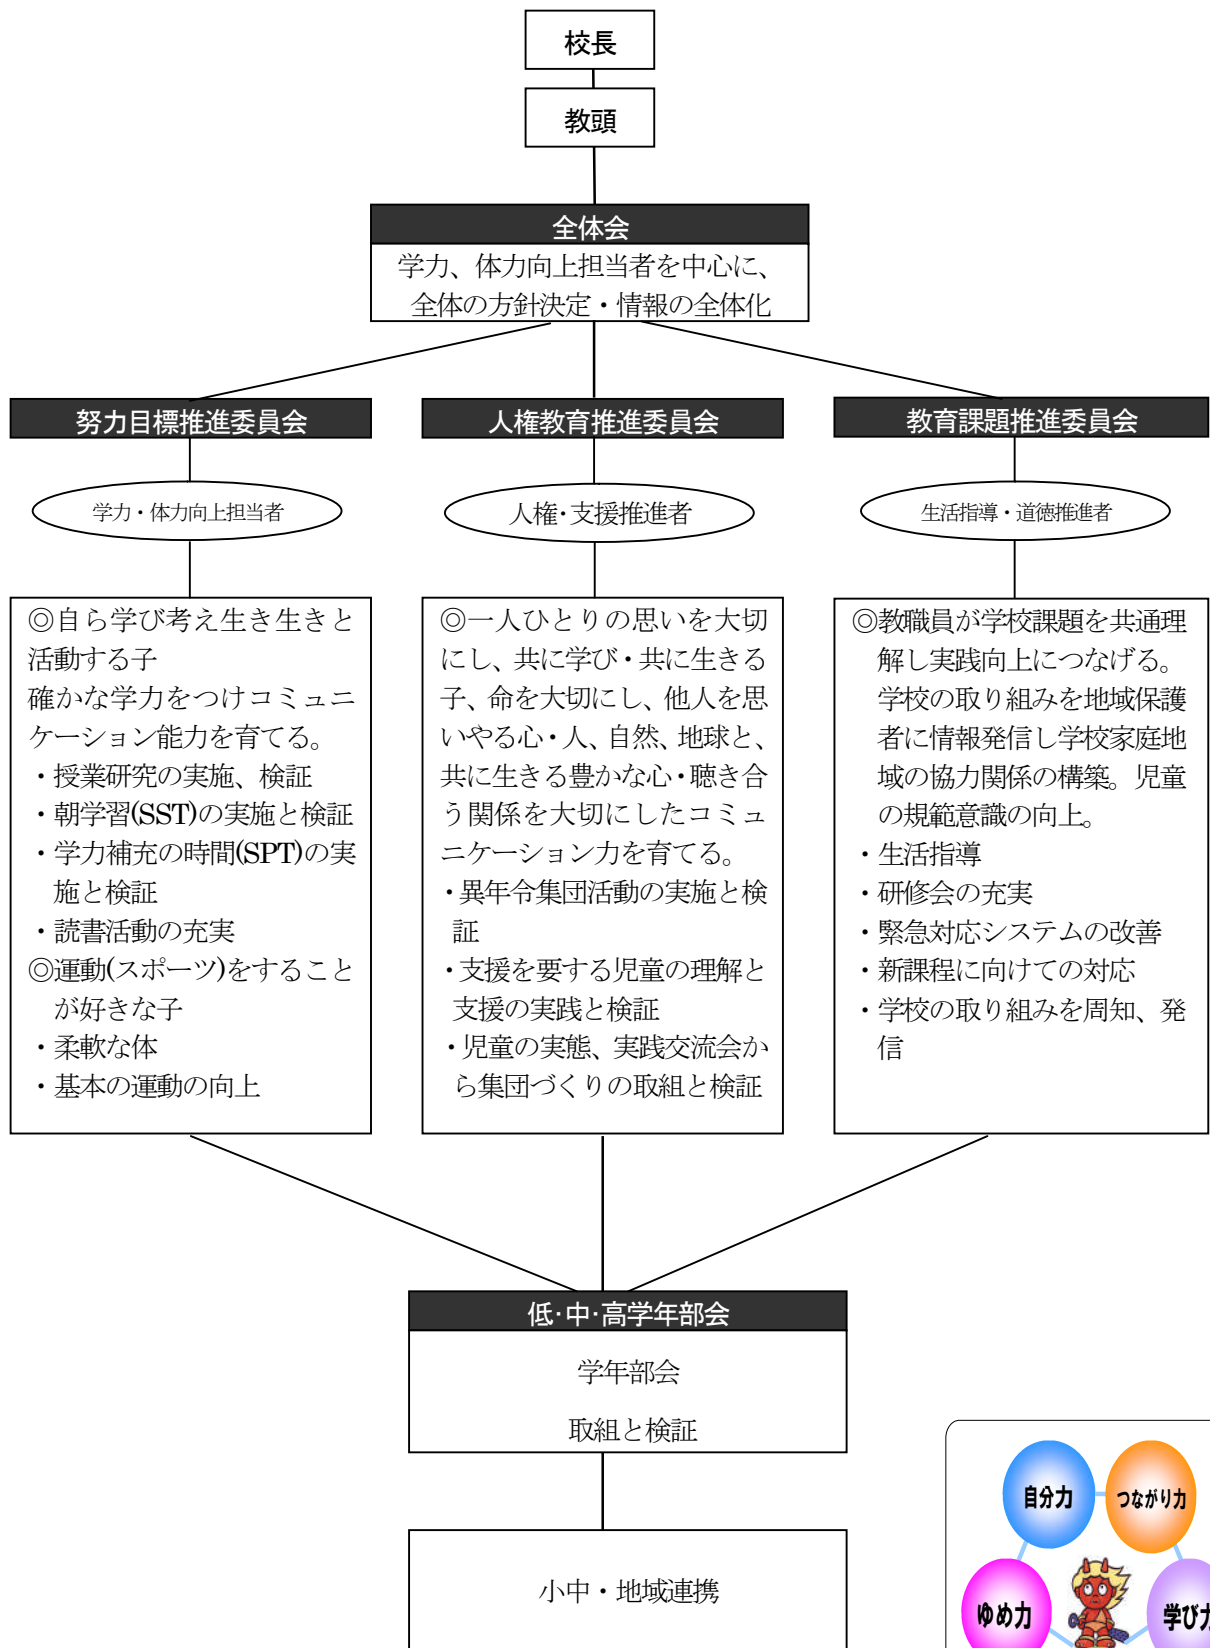 校長
教頭
全体会
学力、体力向上担当者を中心に、
全体の方針決定・情報の全体化
努力目標推進委員会
学力・体力向上担当者
◎自ら学び考え生き生きと
活動する子
確かな学力をつけコミュニ
ケーション能力を育てる。
・授業研究の実施、検証
・朝学習(SST)の実施と検証
・学力補充の時間(SPT)の実
施と検証
・読書活動の充実
◎運動(スポーツ)をすること
が好きな子
・柔軟な体
・基本の運動の向上
人権教育推進委員会
人権・支援推進者
◎一人ひとりの思いを大切
にし、共に学び・共に生きる
子、命を大切にし、他人を思
いやる心・人、自然、地球と、
共に生きる豊かな心・聴き合
う関係を大切にしたコミュ
ニケーション力を育てる。
・異年令集団活動の実施と検
証
・支援を要する児童の理解と
支援の実践と検証
・児童の実態、実践交流会か
ら集団づくりの取組と検証
教育課題推進委員会
生活指導・道徳推進者
◎教職員が学校課題を共通理
解し実践向上につなげる。
学校の取り組みを地域保護
者に情報発信し学校家庭地
域の協力関係の構築。児童
の規範意識の向上。
・生活指導
・研修会の充実
・緊急対応システムの改善
・新課程に向けての対応
・学校の取り組みを周知、発
信
低・中・高学年部会
学年部会
取組と検証
小中・地域連携
自分力
つながり力
ゆめ力
学び力